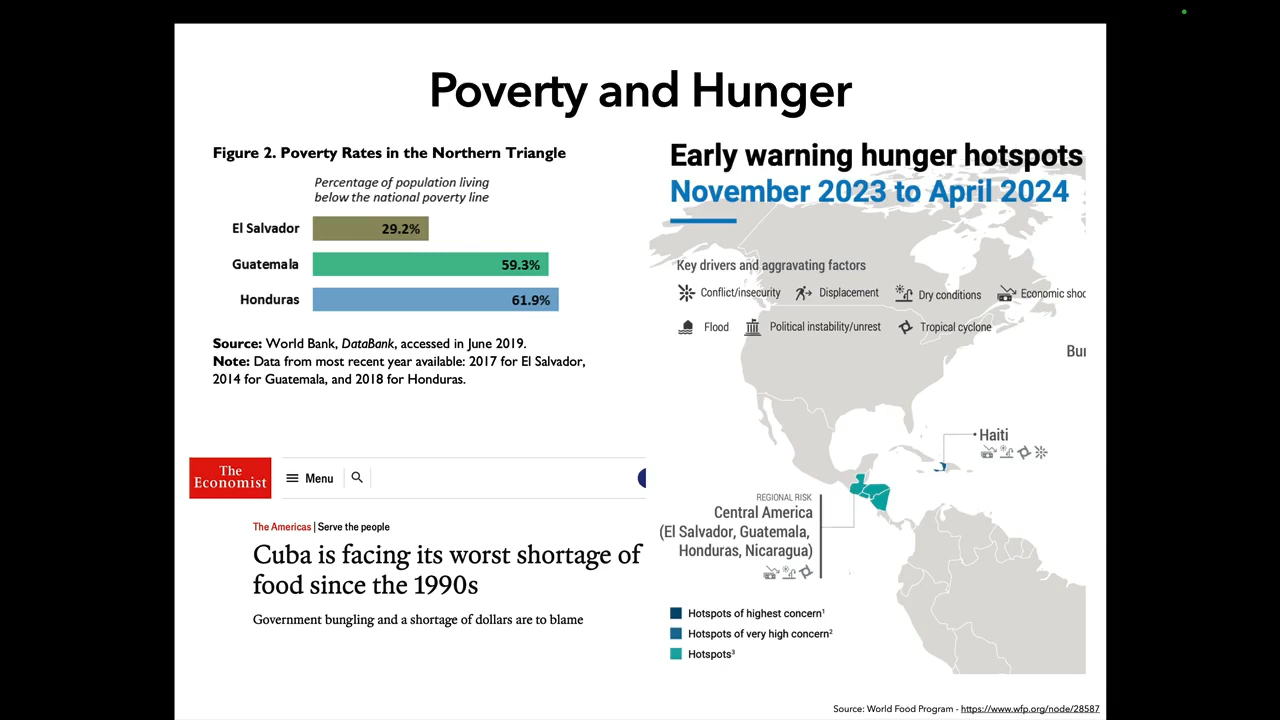 Poverty and Hunger
Figure 2. Poverty Rates in the Northern Triangle
Percentage of population living
below the national poverty line
El Salvador 29.2%
Guatemala 59.3%
Honduras 61.9%
Source: World Bank, DataBank, accessed in June 2019.
Note: Data from most recent year available: 2017 for El Salvador,
2014 for Guatemala, and 2018 for Honduras.
The
Economist
Menu
The Americas | Serve the people
Cuba is facing its worst shortage of
food since the 1990s
Government bungling and a shortage of dollars are to blame
Early warning hunger hotspots
November 2023 to April 2024
Key drivers and aggravating factors
Conflict/insecurity Displacement Dry conditions Economic shoc
Flood Political instability/unrest Tropical cyclone
Bur
Haiti
REGIONAL RISK
Central America
(El Salvador, Guatemala,
Honduras, Nicaragua)
Hotspots of highest concern¹
Hotspots of very high concern²
Hotspots³
Source: World Food Program - https://www.wfp.org/node/28587